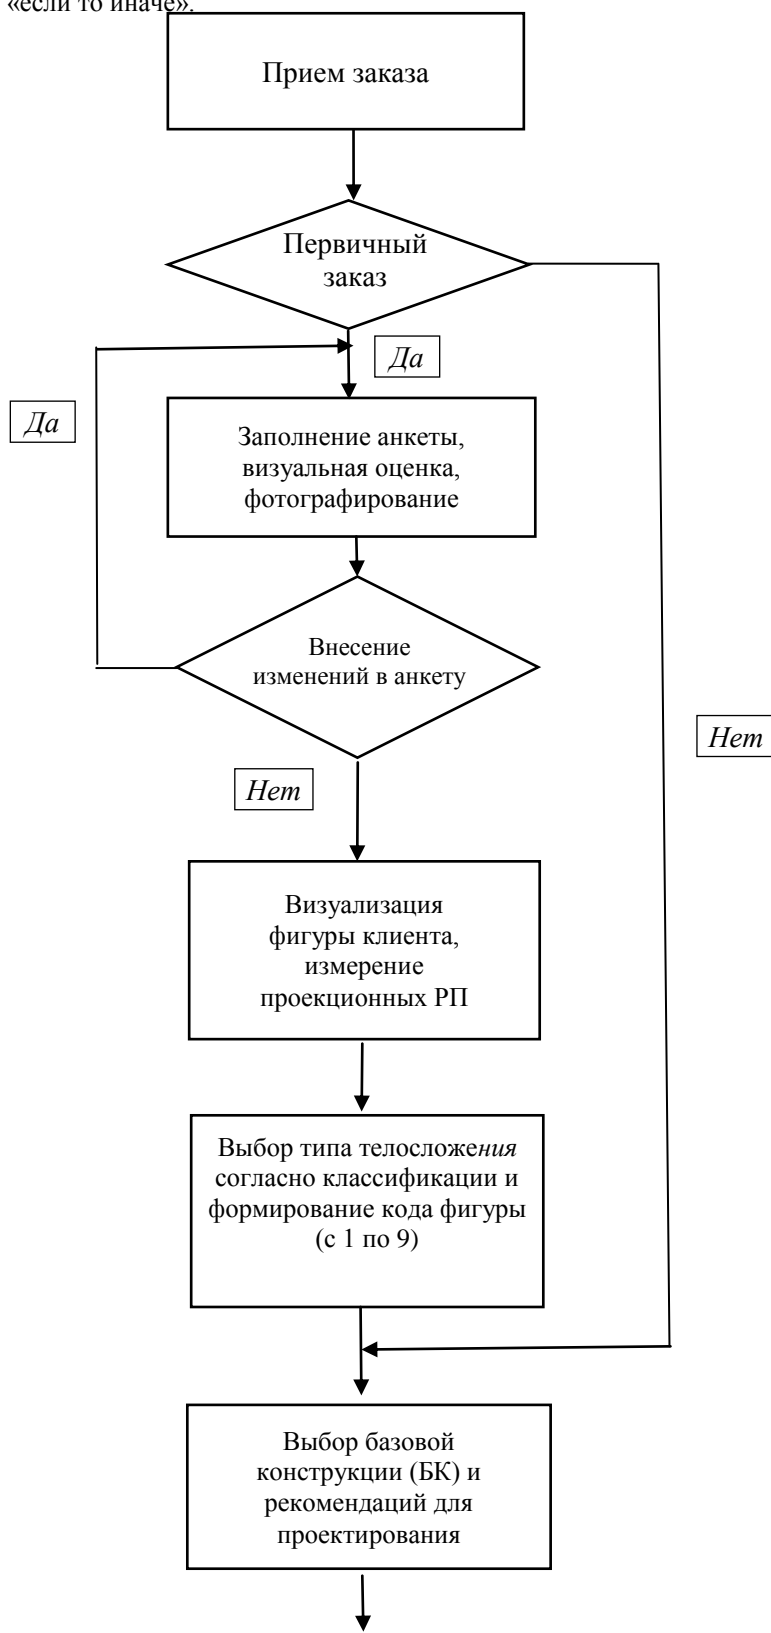 «если то иначе».
Прием заказа
Первичный
заказ
Да
Да
Заполнение анкеты,
визуальная оценка,
фотографирование
Внесение
изменений в анкету
Нет
Нет
Визуализация
фигуры клиента,
измерение
проекционных РП
Выбор типа телосложения
согласно классификации и
формирование кода фигуры
(с 1 по 9)
Выбор базовой
конструкции (БК) и
рекомендаций для
проектирования